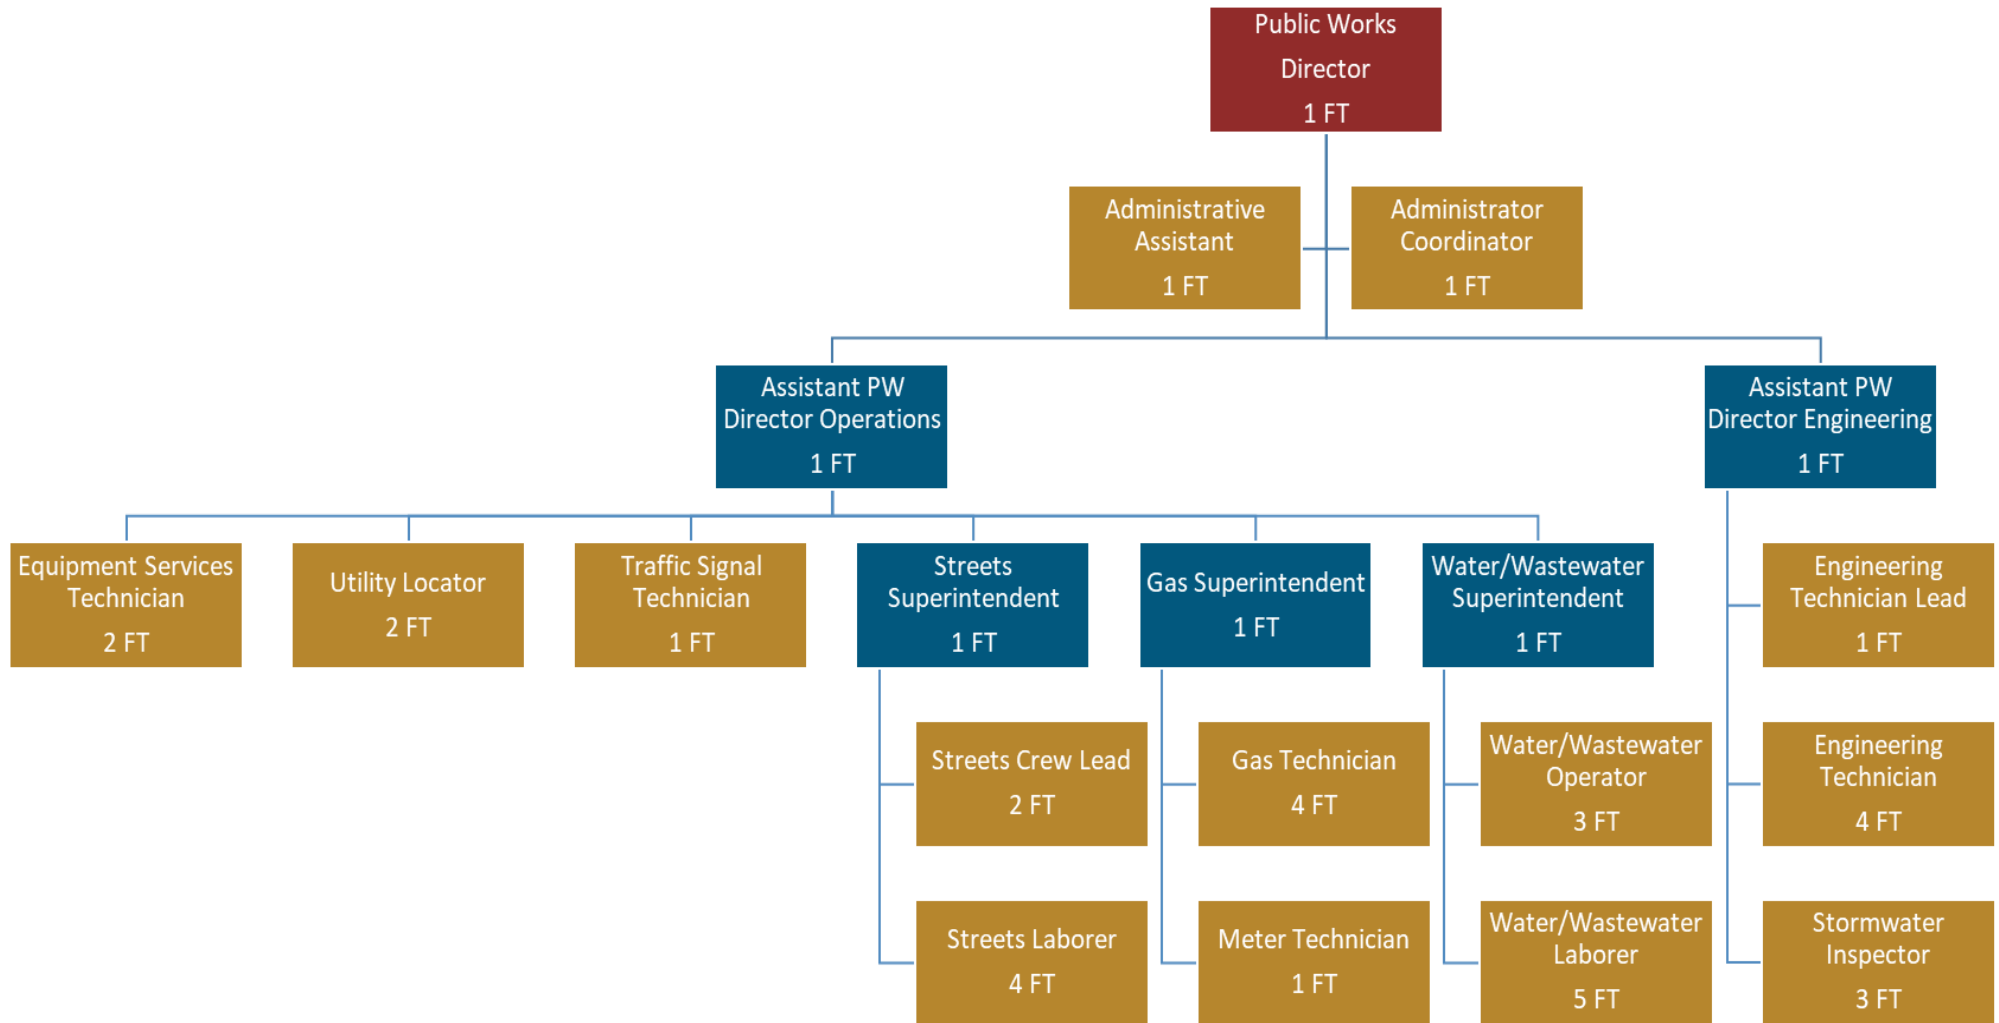 Public Works
Director
1 FT
Administrative
Assistant
1 FT
Administrator
Coordinator
1 FT
Assistant PW
Director Operations
1 FT
Assistant PW
Director Engineering
1 FT
Equipment Services
Technician
2 FT
Utility Locator
2 FT
Traffic Signal
Technician
1 FT
Streets
Superintendent
1 FT
Gas Superintendent
1 FT
Water/Wastewater
Superintendent
1 FT
Engineering
Technician Lead
1 FT
Streets Crew Lead
2 FT
Gas Technician
4 FT
Water/Wastewater
Operator
3 FT
Engineering
Technician
4 FT
Streets Laborer
4 FT
Meter Technician
1 FT
Water/Wastewater
Laborer
5 FT
Stormwater
Inspector
3 FT